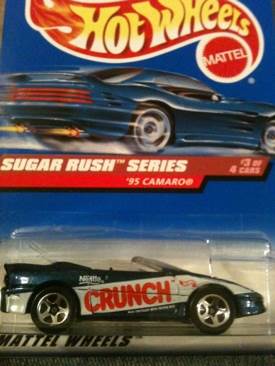 Hot Wheels
MATTEL
SUGAR RUSH™ SERIES
#3 OF
4 CARS
'95 CAMARO®
Nestlé
CRUNCH
MATTEL WHEELS